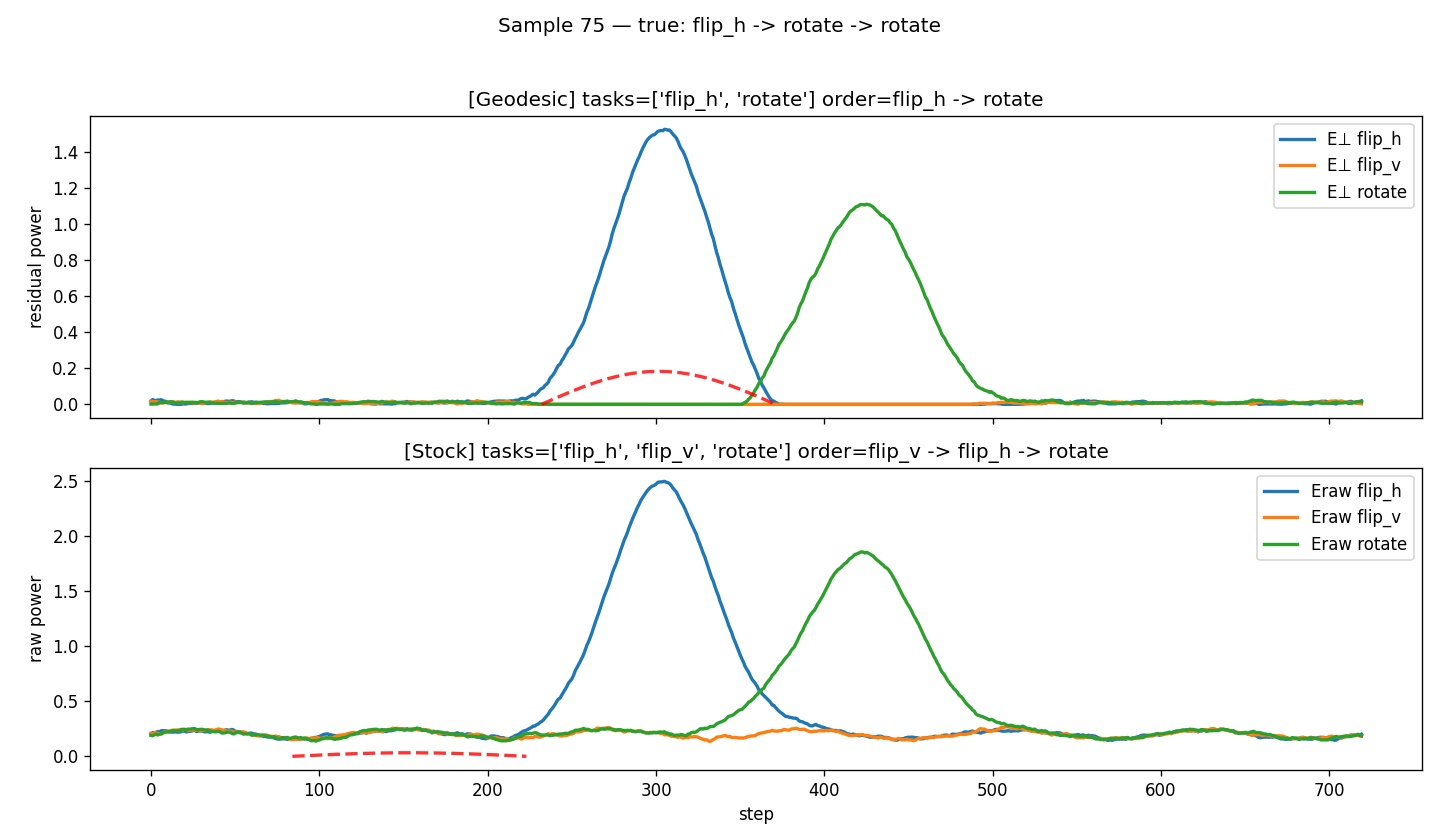 Sample 75 — true: flip_h -> rotate -> rotate
[Geodesic] tasks=['flip_h', 'rotate'] order=flip_h -> rotate
residual power
1.4
1.2
1.0
0.8
0.6
0.4
0.2
0.0
E⊥ flip_h
E⊥ flip_v
E⊥ rotate
[Stock] tasks=['flip_h', 'flip_v', 'rotate'] order=flip_v -> flip_h -> rotate
raw power
2.5
2.0
1.5
1.0
0.5
0.0
Eraw flip_h
Eraw flip_v
Eraw rotate
0 100 200 300 400 500 600 700
step